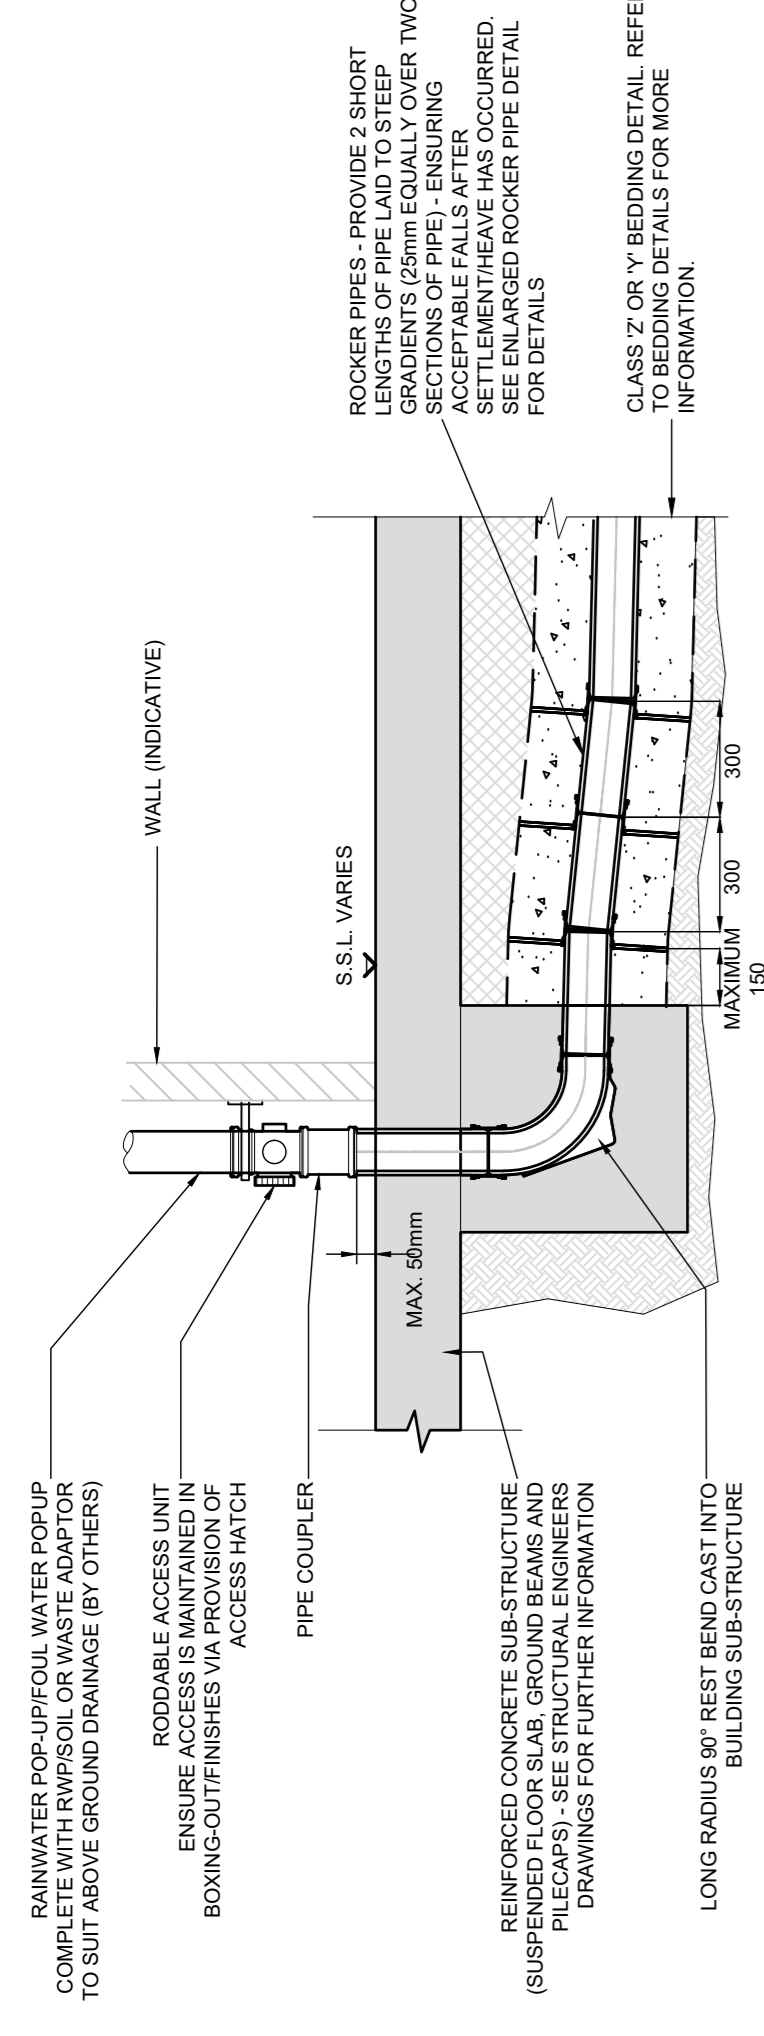 RAINWATER POP-UP/FOUL WATER POPUP
COMPLETE WITH RWP/SOIL OR WASTE ADAPTOR
TO SUIT ABOVE GROUND DRAINAGE (BY OTHERS)
RODDABLE ACCESS UNIT
ENSURE ACCESS IS MAINTAINED IN
BOXING-OUT/FINISHES VIA PROVISION OF
ACCESS HATCH
PIPE COUPLER
REINFORCED CONCRETE SUB-STRUCTURE
(SUSPENDED FLOOR SLAB, GROUND BEAMS AND
PILECAPS) - SEE STRUCTURAL ENGINEERS
DRAWINGS FOR FURTHER INFORMATION
LONG RADIUS 90° REST BEND CAST INTO
BUILDING SUB-STRUCTURE
MAX. 50mm
WALL (INDICATIVE)
S.S.L. VARIES
MAXIMUM
150
300
300
ROCKER PIPES - PROVIDE 2 SHORT
LENGTHS OF PIPE LAID TO STEEP
GRADIENTS (25mm EQUALLY OVER TWO
SECTIONS OF PIPE) - ENSURING
ACCEPTABLE FALLS AFTER
SETTLEMENT/HEAVE HAS OCCURRED.
SEE ENLARGED ROCKER PIPE DETAIL
FOR DETAILS
CLASS 'Z' OR 'Y' BEDDING DETAIL. REFE
TO BEDDING DETAILS FOR MORE
INFORMATION.